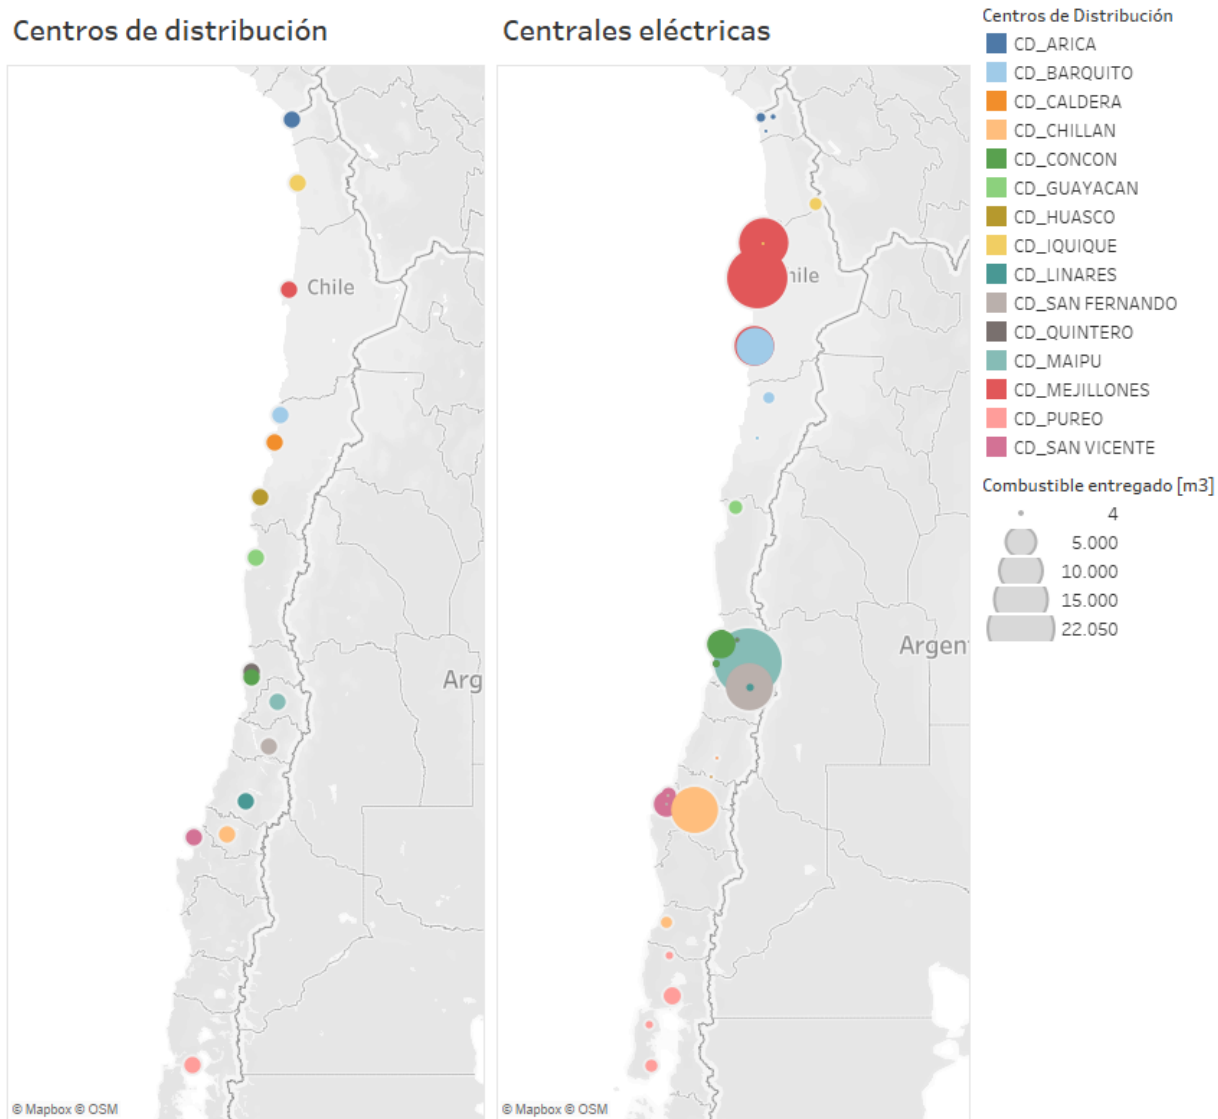 Centros de distribución
Chile
Arg
© Mapbox © OSM
Centrales eléctricas
hile
Argen
© Mapbox © OSM
Centros de Distribución
CD_ARICA
CD_BARQUITO
CD_CALDERA
CD_CHILLAN
CD_CONCON
CD_GUAYACAN
CD_HUASCO
CD_IQUIQUE
CD_LINARES
CD_SAN FERNANDO
CD_QUINTERO
CD_MAIPU
CD_MEJILLONES
CD_PUREO
CD_SAN VICENTE
Combustible entregado [m3]
4
5.000
10.000
15.000
22.050